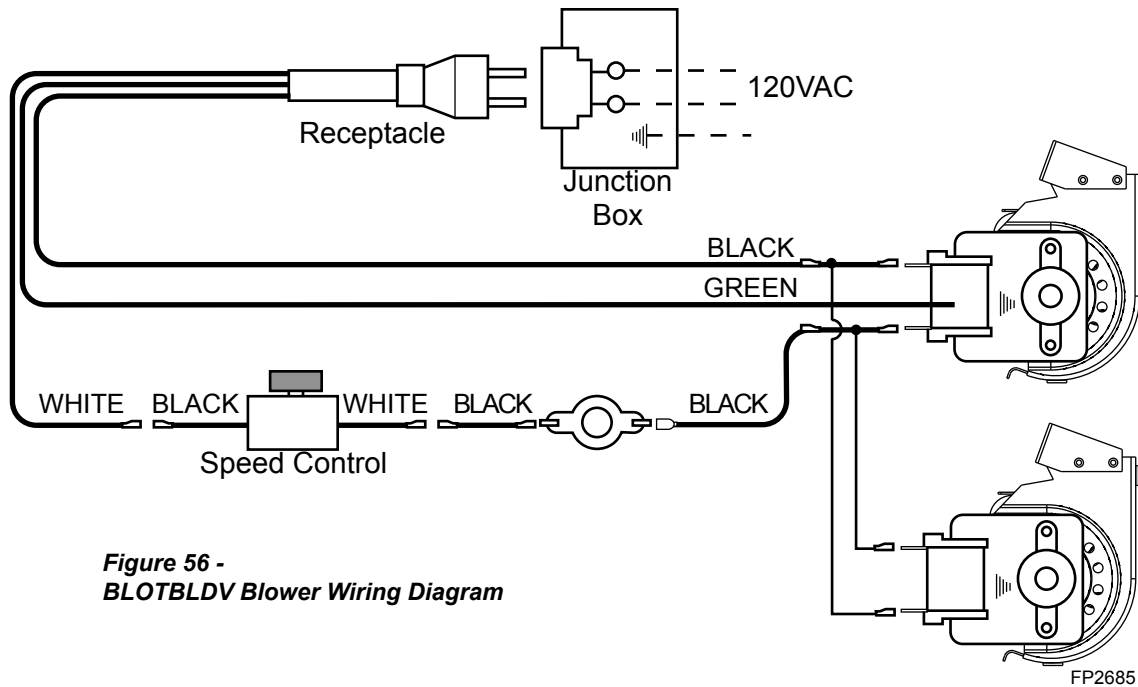 120VAC
Receptacle
Junction
Box
BLACK
GREEN
WHITE BLACK WHITE BLACK BLACK
Speed Control
Figure 56 -
BLOTBLDV Blower Wiring Diagram
FP2685